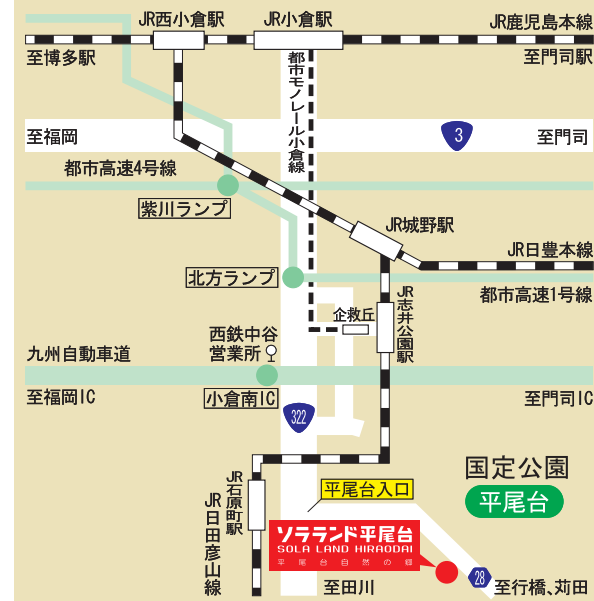 JR西小倉駅
JR小倉駅
JR鹿児島本線
至博多駅
至門司駅
都市モノレール小倉線
至福岡
3
至門司
都市高速4号線
紫川ランプ
JR城野駅
JR日豊本線
北方ランプ
都市高速1号線
JR志井公園駅
企救丘
西鉄中谷
営業所
九州自動車道
至福岡IC
小倉南IC
至門司IC
322
国定公園
平尾台
JR石原町駅
平尾台入口
JR日田彦山線
ソラランド平尾台
SOLA LAND HIRAODAI
平尾台自然の郷
28
至田川
至行橋、苅田